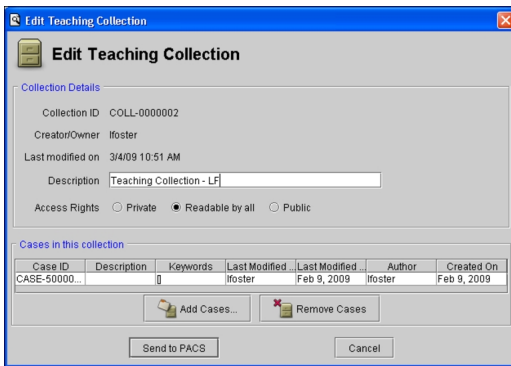 Edit Teaching Collection
Edit Teaching Collection
Collection Details
Collection ID COLL-0000002
Creator/Owner lfoster
Last modified on 3/4/09 10:51 AM
Description Teaching Collection - LF
Access Rights Private Readable by all Public
Cases in this collection
Case ID Description Keywords Last Modified ... Last Modified ... Author Created On
CASE-50000... [] lfoster Feb 9, 2009 lfoster Feb 9, 2009
Add Cases... Remove Cases
Send to PACS Cancel